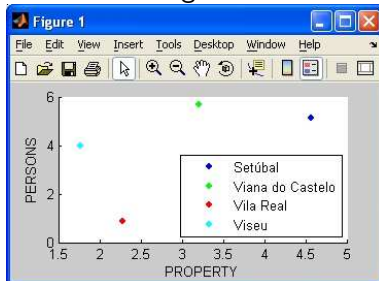 Figure 1
File Edit View Insert Tools Desktop Window Help
6
4
2
0
PERSONS
Setúbal
Viana do Castelo
Vila Real
Viseu
1.5 2 2.5 3 3.5 4 4.5 5
PROPERTY